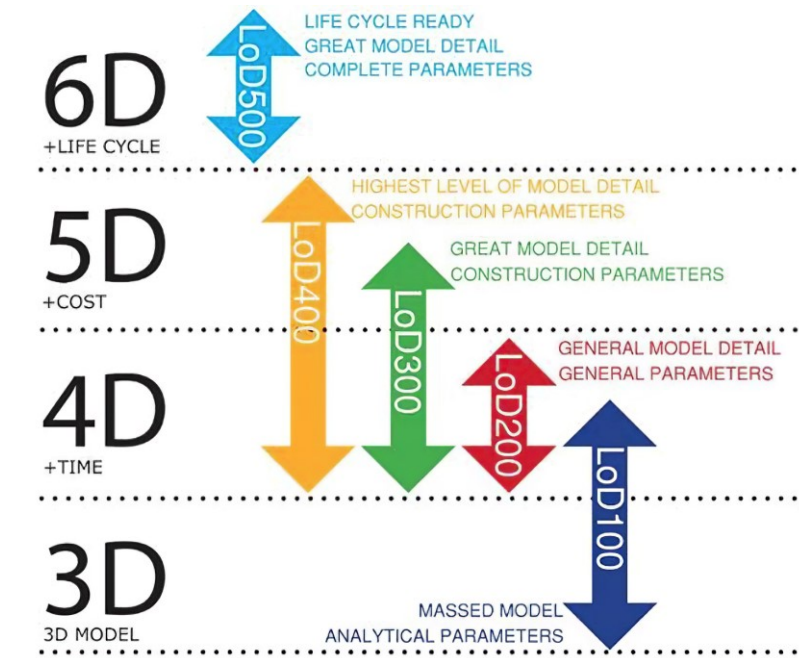 LIFE CYCLE READY
GREAT MODEL DETAIL
COMPLETE PARAMETERS
LoD500
6D
+LIFE CYCLE
HIGHEST LEVEL OF MODEL DETAIL
CONSTRUCTION PARAMETERS
LoD400
5D
+COST
GREAT MODEL DETAIL
CONSTRUCTION PARAMETERS
LoD300
GENERAL MODEL DETAIL
GENERAL PARAMETERS
LoD200
4D
+TIME
LoD100
3D
3D MODEL
MASSED MODEL
ANALYTICAL PARAMETERS